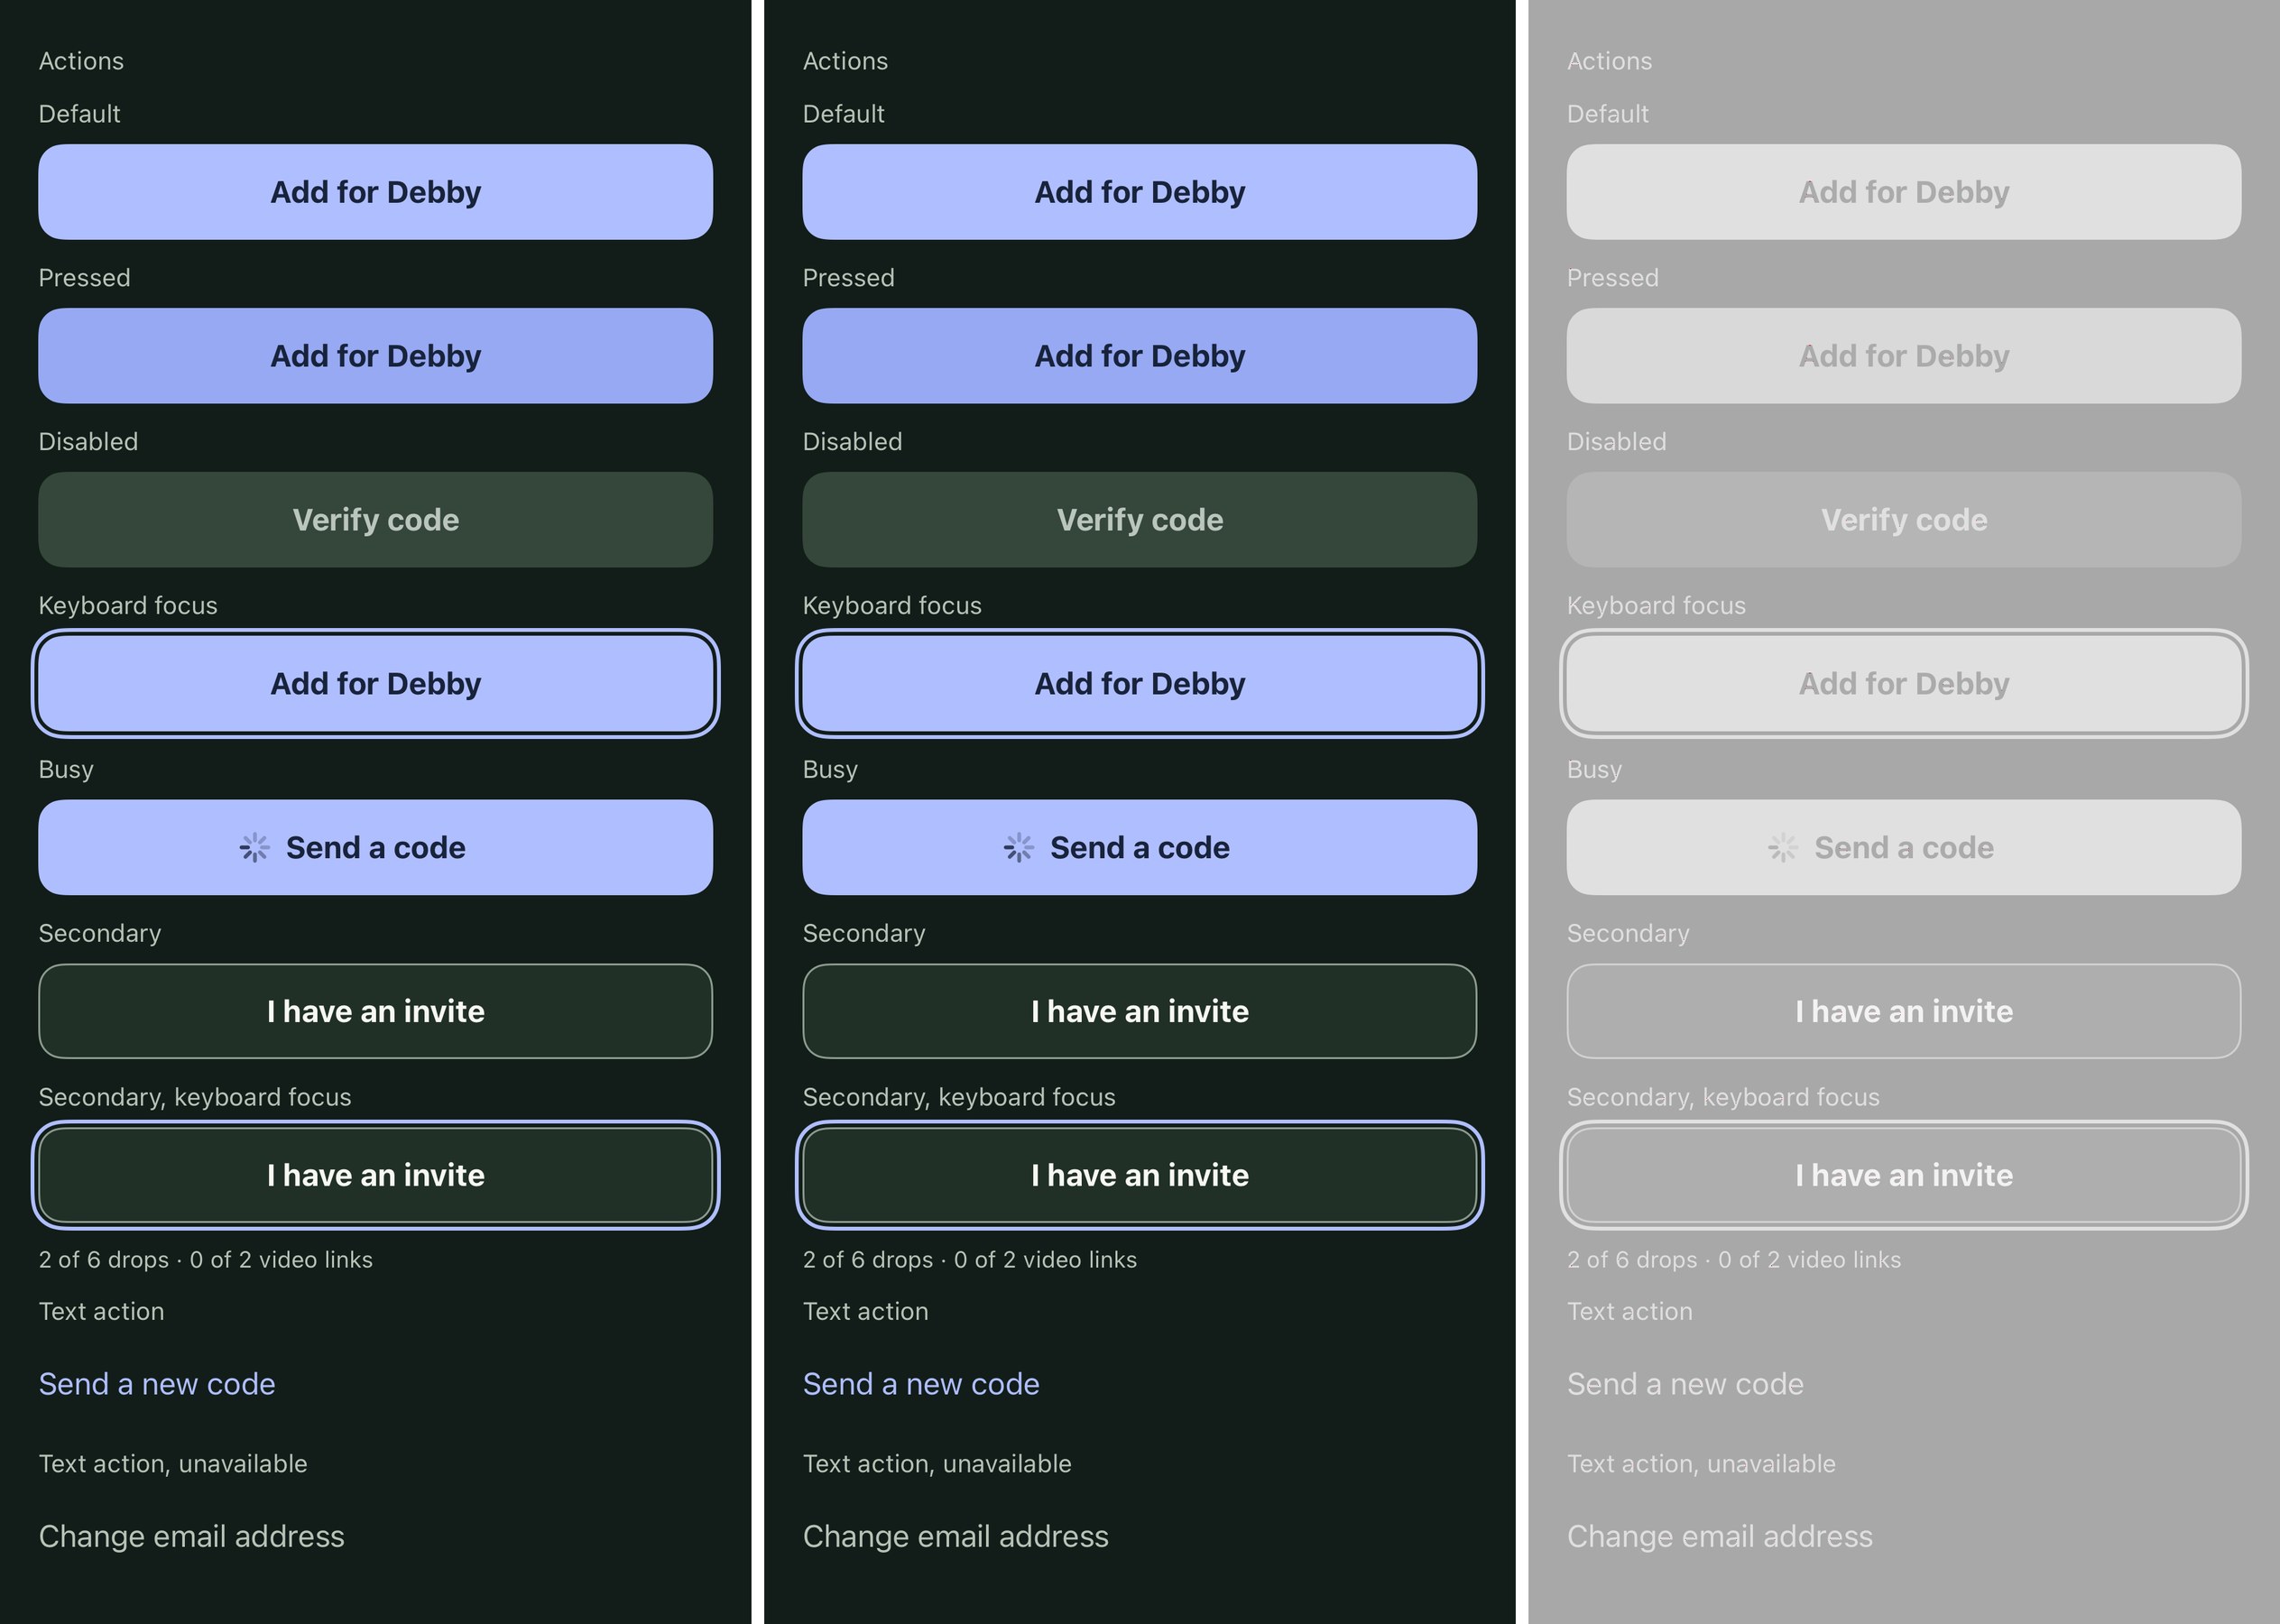 Actions
Default
Add for Debby
Pressed
Add for Debby
Disabled
Verify code
Keyboard focus
Add for Debby
Busy
Send a code
Secondary
I have an invite
Secondary, keyboard focus
I have an invite
2 of 6 drops · 0 of 2 video links
Text action
Send a new code
Text action, unavailable
Change email address
Actions
Default
Add for Debby
Pressed
Add for Debby
Disabled
Verify code
Keyboard focus
Add for Debby
Busy
Send a code
Secondary
I have an invite
Secondary, keyboard focus
I have an invite
2 of 6 drops · 0 of 2 video links
Text action
Send a new code
Text action, unavailable
Change email address
Actions
Default
Add for Debby
Pressed
Add for Debby
Disabled
Verify code
Keyboard focus
Add for Debby
Busy
Send a code
Secondary
I have an invite
Secondary, keyboard focus
I have an invite
2 of 6 drops · 0 of 2 video links
Text action
Send a new code
Text action, unavailable
Change email address